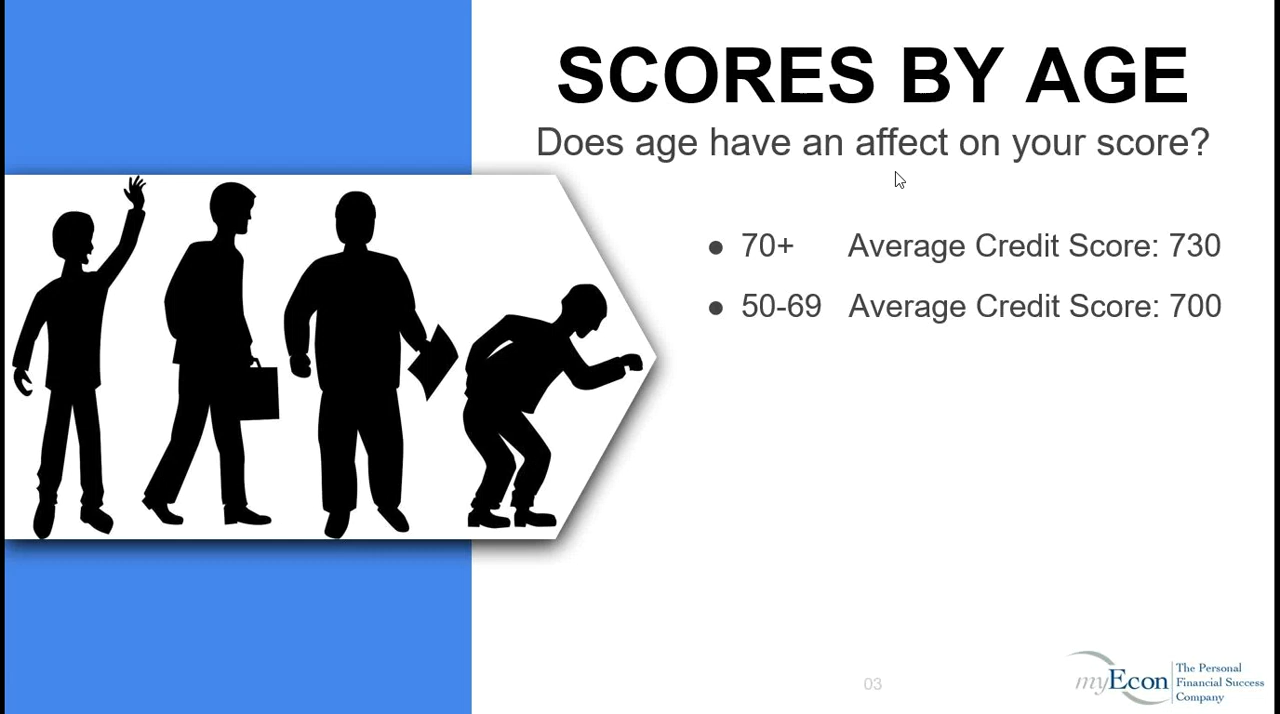 SCORES BY AGE
Does age have an affect on your score?
● 70+ Average Credit Score: 730
● 50-69 Average Credit Score: 700
03
myEcon
The Personal
Financial Success
Company